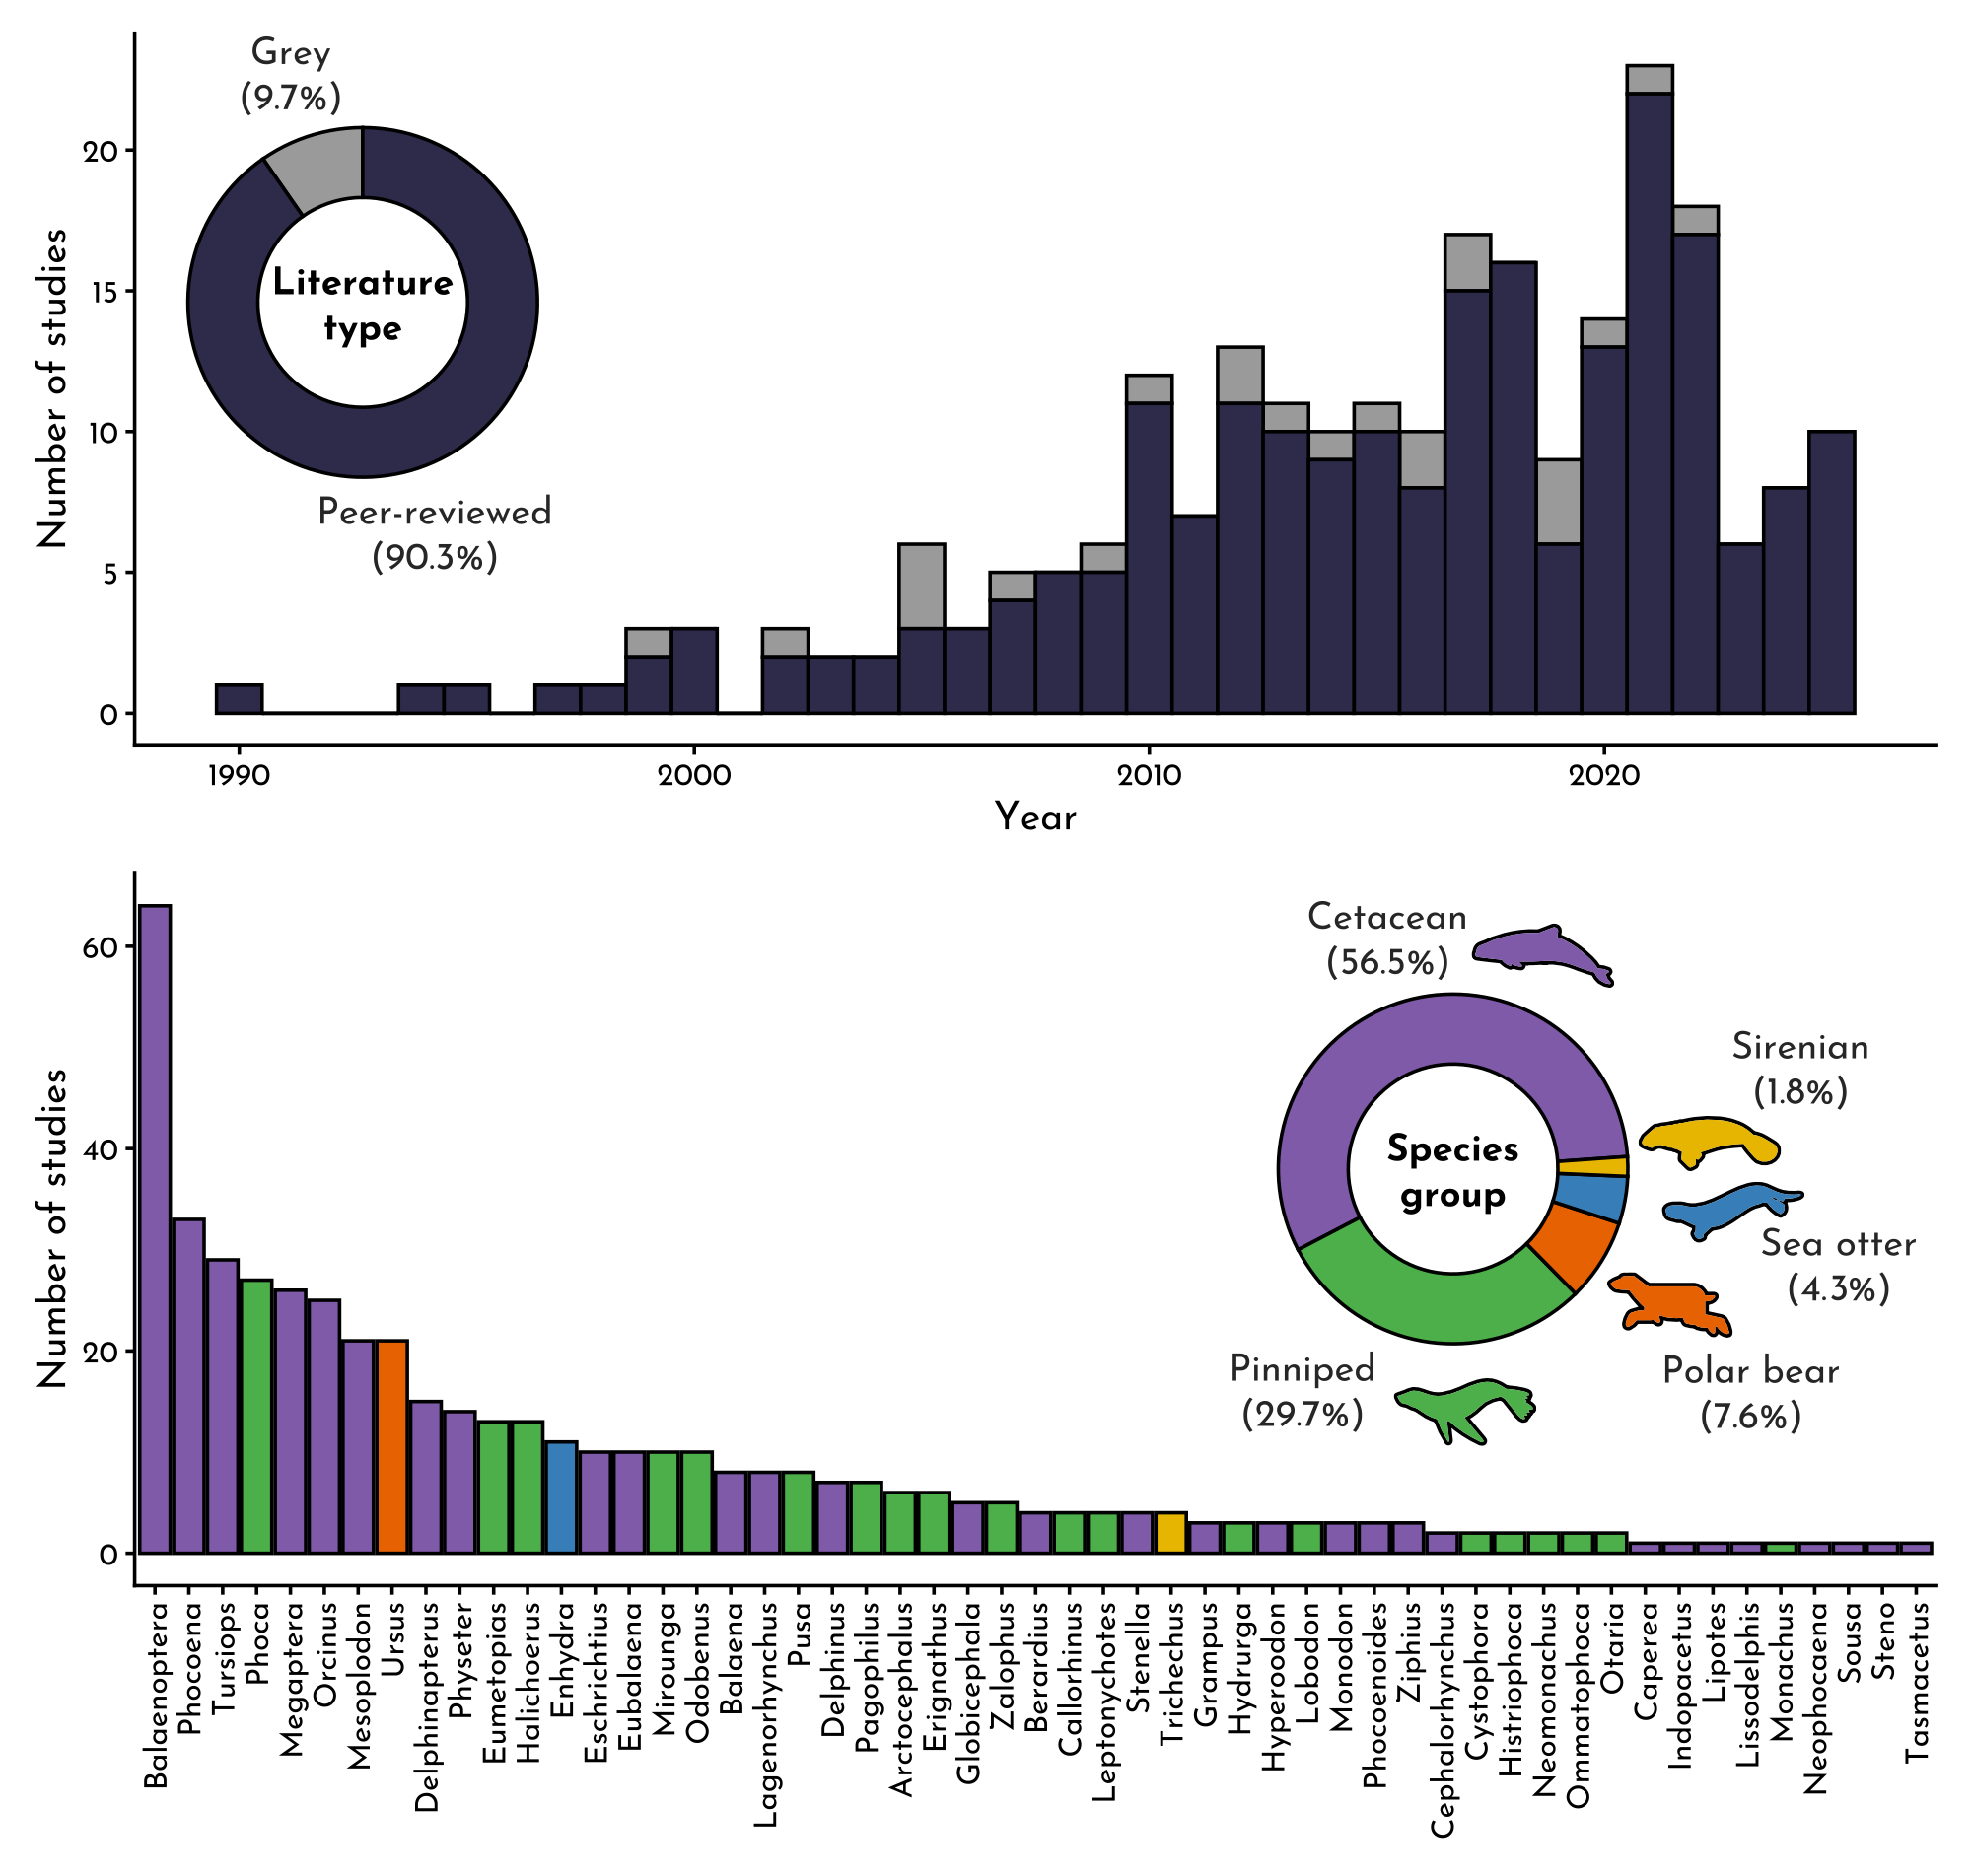 Grey
(9.7%)
Literature
type
Peer-reviewed
(90.3%)
Number of studies
20
15
10
5
0
1990
2000
2010
2020
Year
Cetacean
(56.5%)
Sirenian
(1.8%)
Species
group
Sea otter
(4.3%)
Pinniped
(29.7%)
Polar bear
(7.6%)
Number of studies
60
40
20
0
Balaenoptera
Phocoena
Tursiops
Phoca
Megaptera
Orcinus
Mesoplodon
Ursus
Delphinapterus
Physeter
Eumetopias
Halichoerus
Enhydra
Eschrichtius
Eubalaena
Mirounga
Odobenus
Balaena
Lagenorhynchus
Pusa
Delphinus
Pagophilus
Arctocephalus
Erignathus
Globicephala
Zalophus
Berardius
Callorhinus
Leptonychotes
Stenella
Trichechus
Grampus
Hydrurga
Hyperoodon
Lobodon
Monodon
Phocoenoides
Ziphius
Cephalorhynchus
Cystophora
Histriophoca
Neomonachus
Ommatophoca
Otaria
Caperea
Indopacetus
Lipotes
Lissodelphis
Monachus
Neophocaena
Sousa
Steno
Tasmacetus